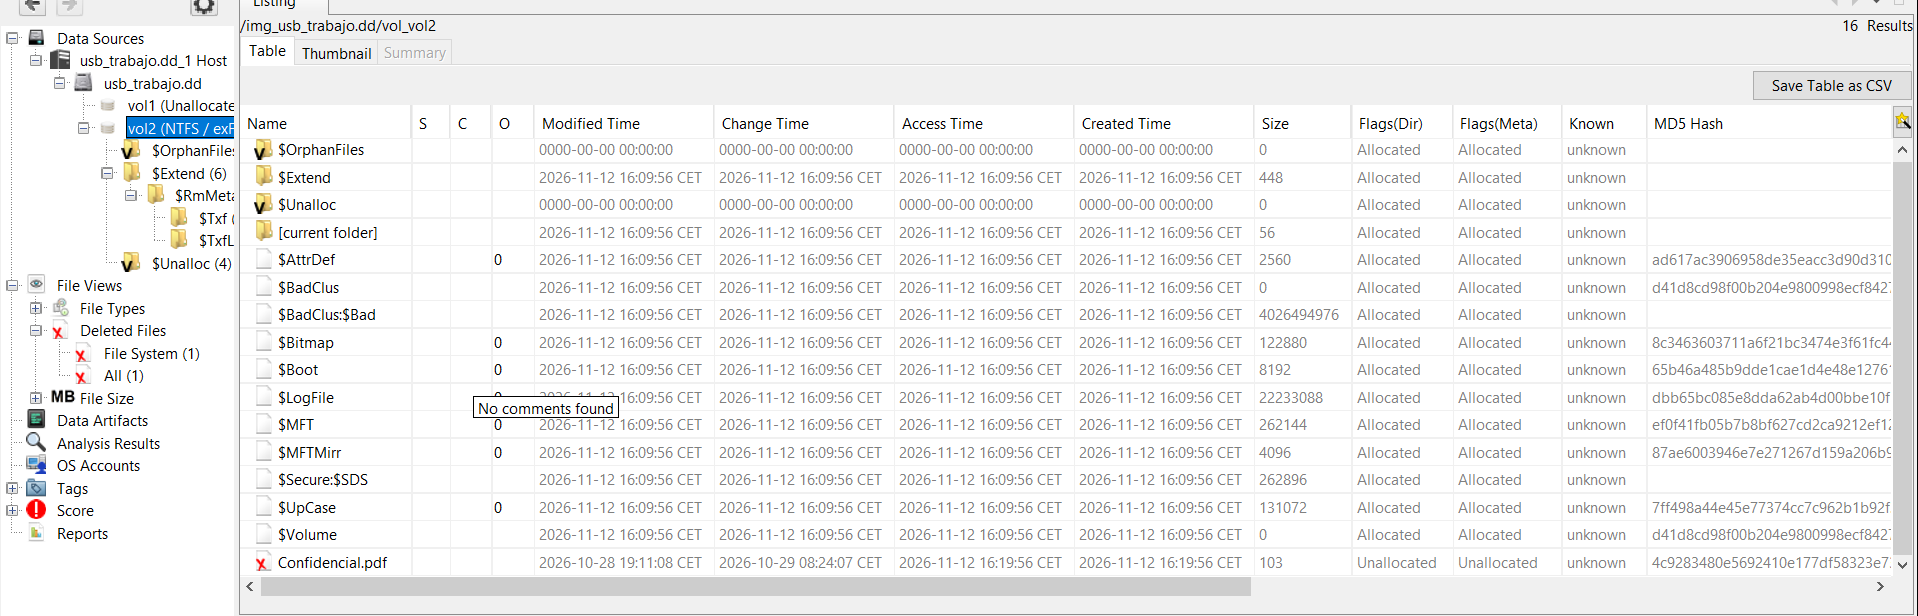 Listing
/img_usb_trabajo.dd/vol_vol2 16 Results
Table Thumbnail Summary
Save Table as CSV
Data Sources
usb_trabajo.dd_1 Host
usb_trabajo.dd
vol1 (Unallocate
vol2 (NTFS / exF
$OrphanFiles
$Extend (6)
$RmMeta
$Txf (
$TxfL
$Unalloc (4)
File Views
File Types
Deleted Files
File System (1)
All (1)
MB File Size
Data Artifacts
Analysis Results
OS Accounts
Tags
Score
Reports
Name S C O Modified Time Change Time Access Time Created Time Size Flags(Dir) Flags(Meta) Known MD5 Hash
$OrphanFiles 0000-00-00 00:00:00 0000-00-00 00:00:00 0000-00-00 00:00:00 0000-00-00 00:00:00 0 Allocated Allocated unknown
$Extend 2026-11-12 16:09:56 CET 2026-11-12 16:09:56 CET 2026-11-12 16:09:56 CET 2026-11-12 16:09:56 CET 448 Allocated Allocated unknown
$Unalloc 0000-00-00 00:00:00 0000-00-00 00:00:00 0000-00-00 00:00:00 0000-00-00 00:00:00 0 Allocated Allocated unknown
[current folder] 2026-11-12 16:09:56 CET 2026-11-12 16:09:56 CET 2026-11-12 16:09:56 CET 2026-11-12 16:09:56 CET 56 Allocated Allocated unknown
$AttrDef 0 2026-11-12 16:09:56 CET 2026-11-12 16:09:56 CET 2026-11-12 16:09:56 CET 2026-11-12 16:09:56 CET 2560 Allocated Allocated unknown ad617ac3906958de35eacc3d90d310
$BadClus 2026-11-12 16:09:56 CET 2026-11-12 16:09:56 CET 2026-11-12 16:09:56 CET 2026-11-12 16:09:56 CET 0 Allocated Allocated unknown d41d8cd98f00b204e9800998ecf8427
$BadClus:$Bad 2026-11-12 16:09:56 CET 2026-11-12 16:09:56 CET 2026-11-12 16:09:56 CET 2026-11-12 16:09:56 CET 4026494976 Allocated Allocated unknown
$Bitmap 0 2026-11-12 16:09:56 CET 2026-11-12 16:09:56 CET 2026-11-12 16:09:56 CET 2026-11-12 16:09:56 CET 122880 Allocated Allocated unknown 8c3463603711a6f21bc3474e3f61fc4
$Boot 0 2026-11-12 16:09:56 CET 2026-11-12 16:09:56 CET 2026-11-12 16:09:56 CET 2026-11-12 16:09:56 CET 8192 Allocated Allocated unknown 65b46a485b9dde1cae1d4e48e1276
$LogFile 2026-11-12 16:09:56 CET 2026-11-12 16:09:56 CET 2026-11-12 16:09:56 CET 2026-11-12 16:09:56 CET 22233088 Allocated Allocated unknown dbb65bc085e8dda62ab4d00bbe10f
No comments found
$MFT 0 2026-11-12 16:09:56 CET 2026-11-12 16:09:56 CET 2026-11-12 16:09:56 CET 2026-11-12 16:09:56 CET 262144 Allocated Allocated unknown ef0f41fb05b7b8bf627cd2ca9212ef12
$MFTMirr 0 2026-11-12 16:09:56 CET 2026-11-12 16:09:56 CET 2026-11-12 16:09:56 CET 2026-11-12 16:09:56 CET 4096 Allocated Allocated unknown 87ae6003946e7e271267d159a206b9
$Secure:$SDS 2026-11-12 16:09:56 CET 2026-11-12 16:09:56 CET 2026-11-12 16:09:56 CET 2026-11-12 16:09:56 CET 262896 Allocated Allocated unknown
$UpCase 0 2026-11-12 16:09:56 CET 2026-11-12 16:09:56 CET 2026-11-12 16:09:56 CET 2026-11-12 16:09:56 CET 131072 Allocated Allocated unknown 7ff498a44e45e77374cc7c962b1b92f
$Volume 2026-11-12 16:09:56 CET 2026-11-12 16:09:56 CET 2026-11-12 16:09:56 CET 2026-11-12 16:09:56 CET 0 Allocated Allocated unknown d41d8cd98f00b204e9800998ecf8427
Confidencial.pdf 2026-10-28 19:11:08 CET 2026-10-29 08:24:07 CET 2026-11-12 16:19:56 CET 2026-11-12 16:19:56 CET 103 Unallocated Unallocated unknown 4c9283480e5692410e177df58323e7